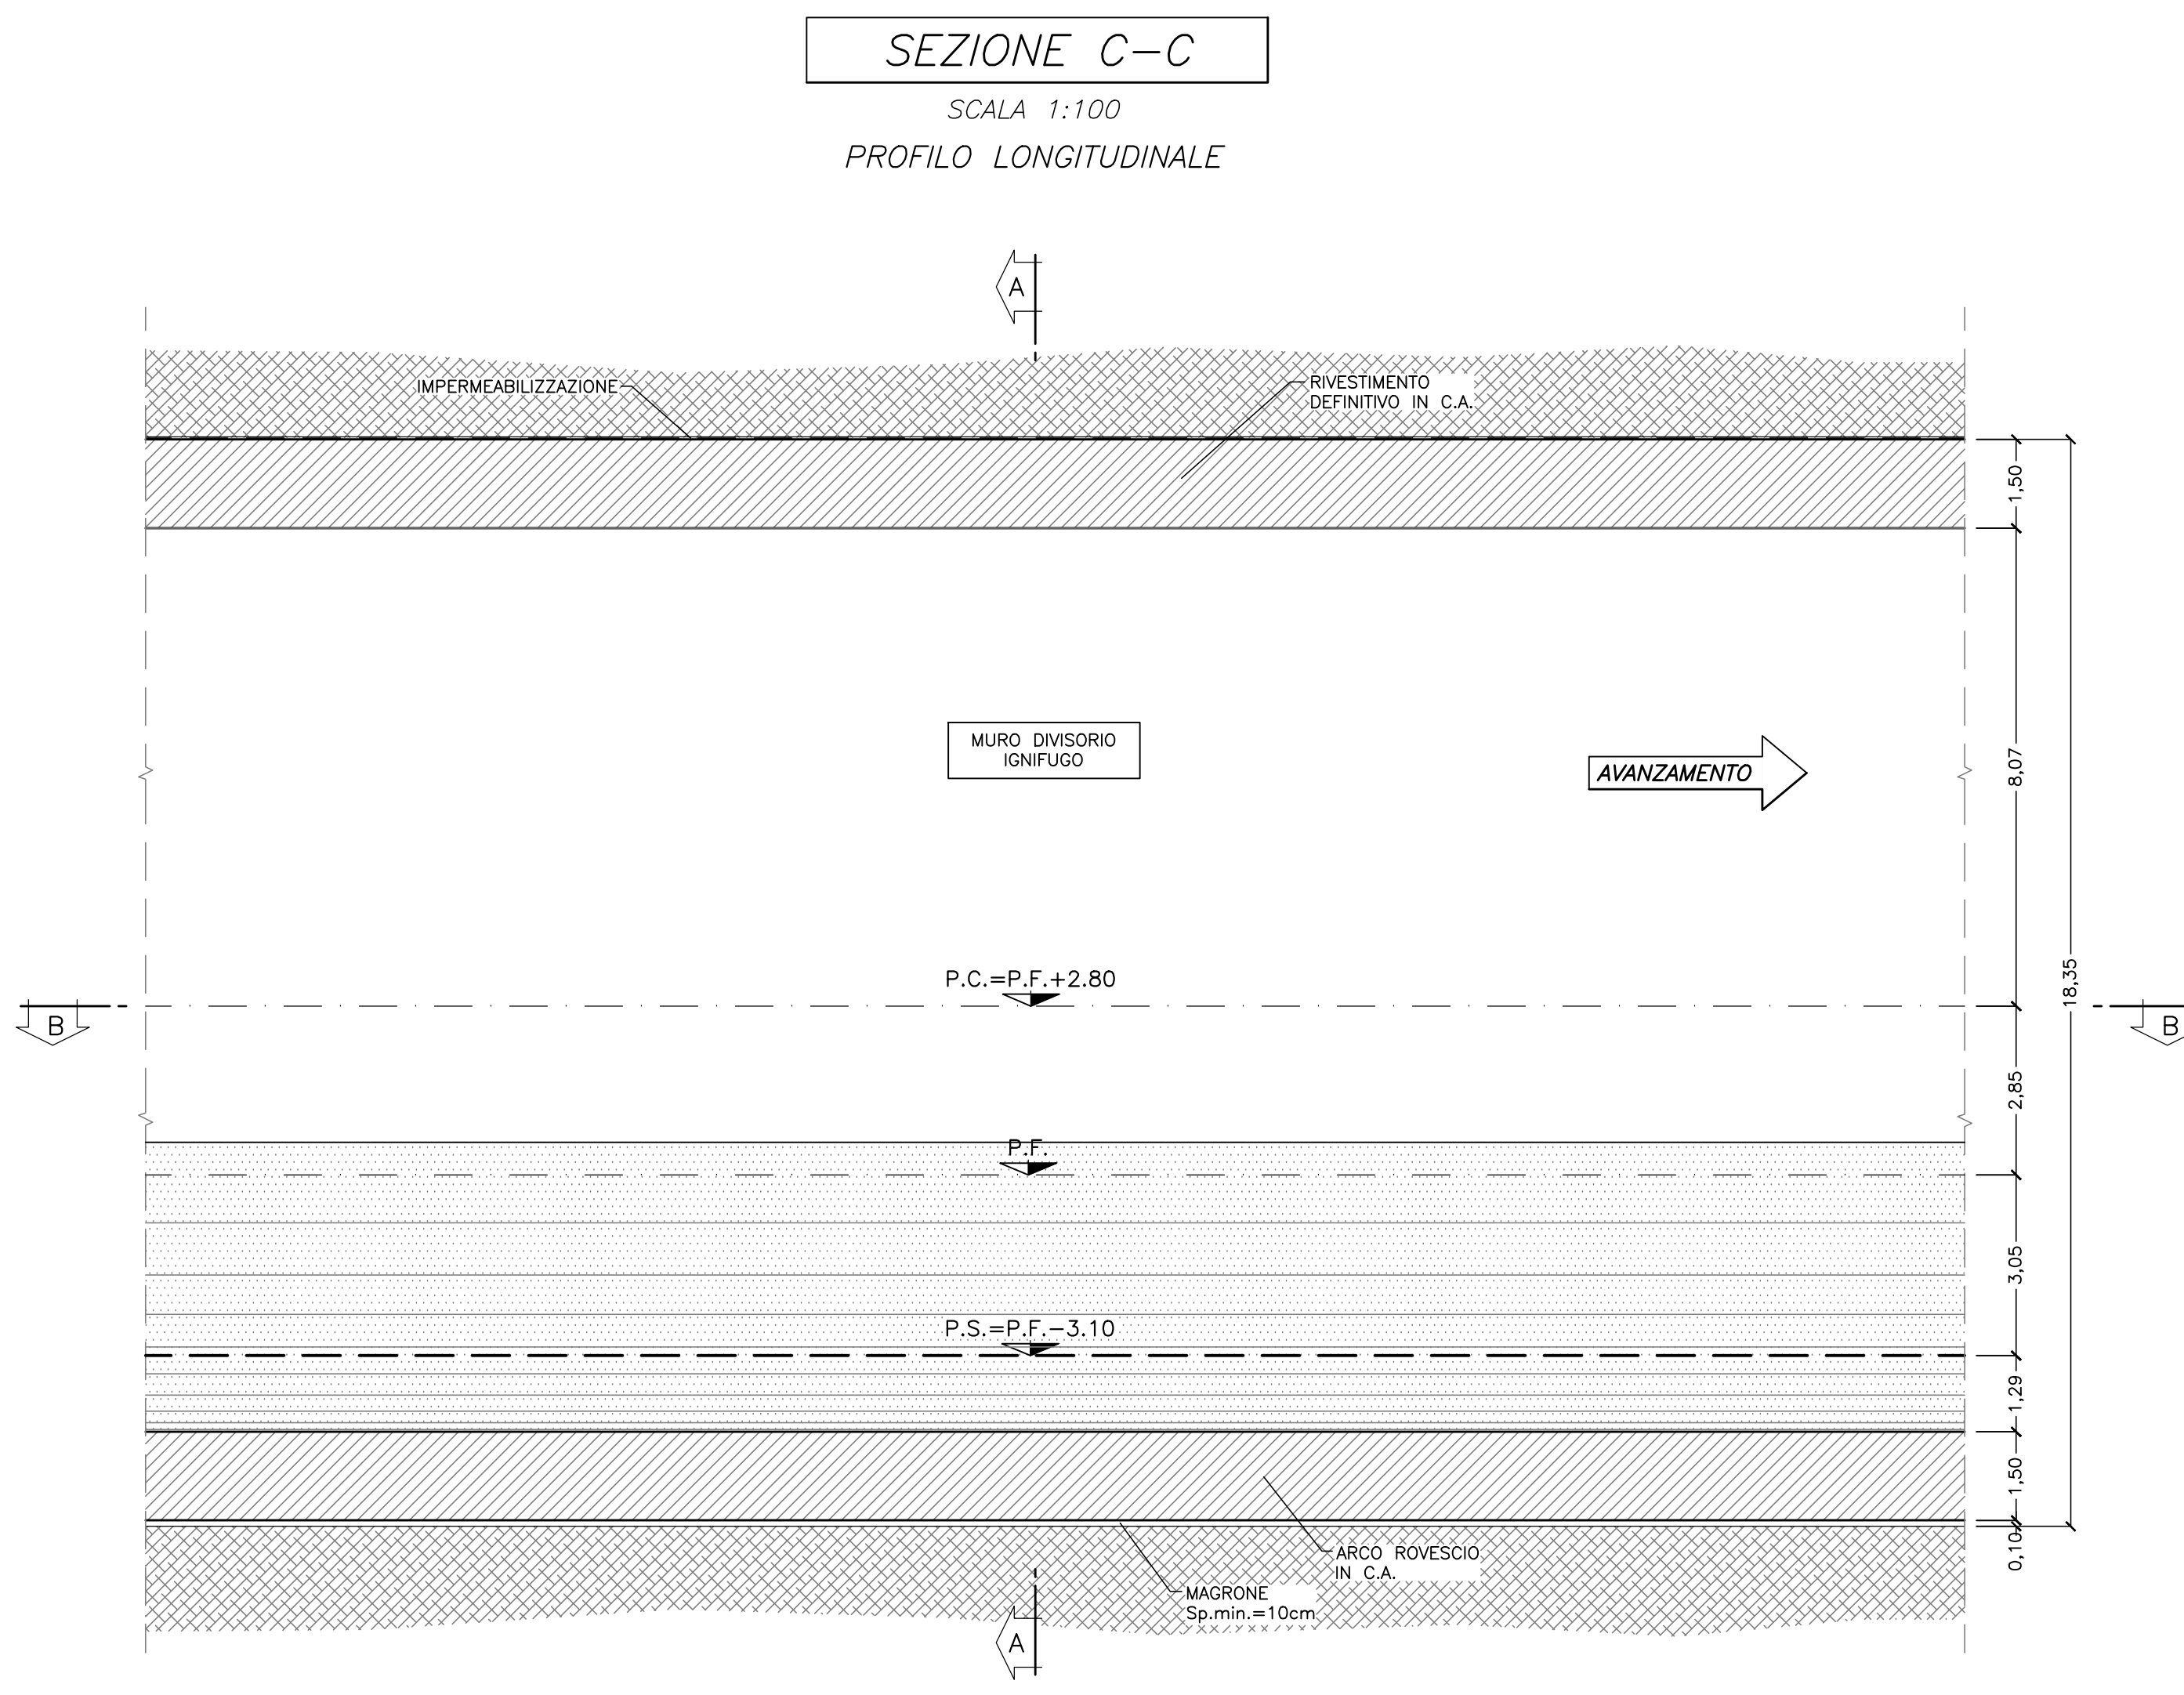 SEZIONE C-C
SCALA 1:100
PROFILO LONGITUDINALE
A
IMPERMEABILIZZAZIONE
RIVESTIMENTO
DEFINITIVO IN C.A.
1,50
MURO DIVISORIO
IGNIFUGO
AVANZAMENTO
8,07
P.C.=P.F.+2.80
18,35
B
B
2,85
P.F.
3,05
P.S.=P.F.-3.10
1,29
1,50
0,10
ARCO ROVESCIO
IN C.A.
MAGRONE
Sp.min.=10cm
A